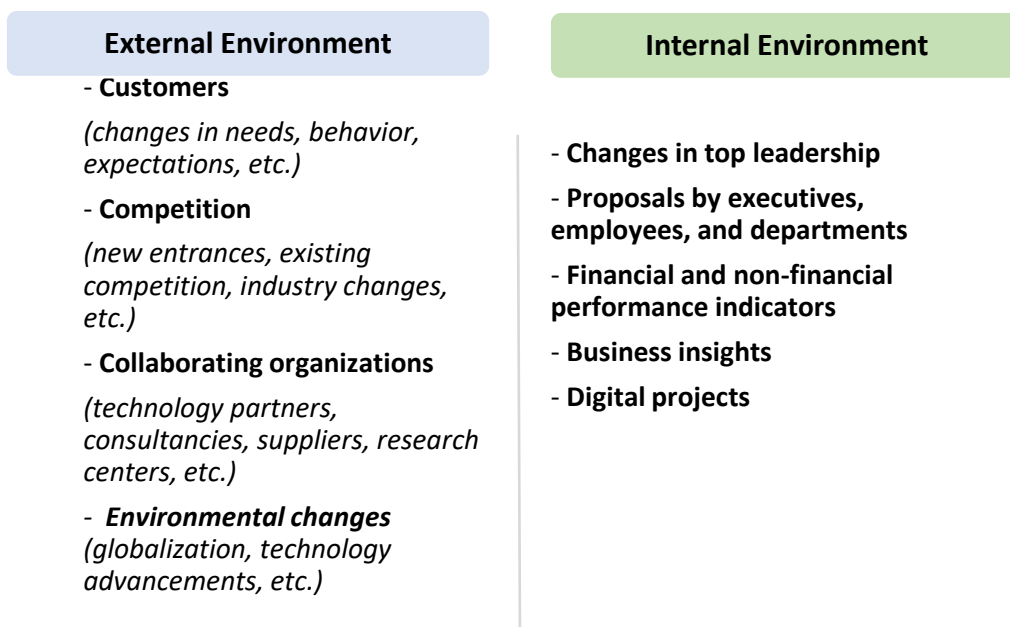 External Environment
- Customers
(changes in needs, behavior,
expectations, etc.)
- Competition
(new entrances, existing
competition, industry changes,
etc.)
- Collaborating organizations
(technology partners,
consultancies, suppliers, research
centers, etc.)
- Environmental changes
(globalization, technology
advancements, etc.)
Internal Environment
- Changes in top leadership
- Proposals by executives,
employees, and departments
- Financial and non-financial
performance indicators
- Business insights
- Digital projects